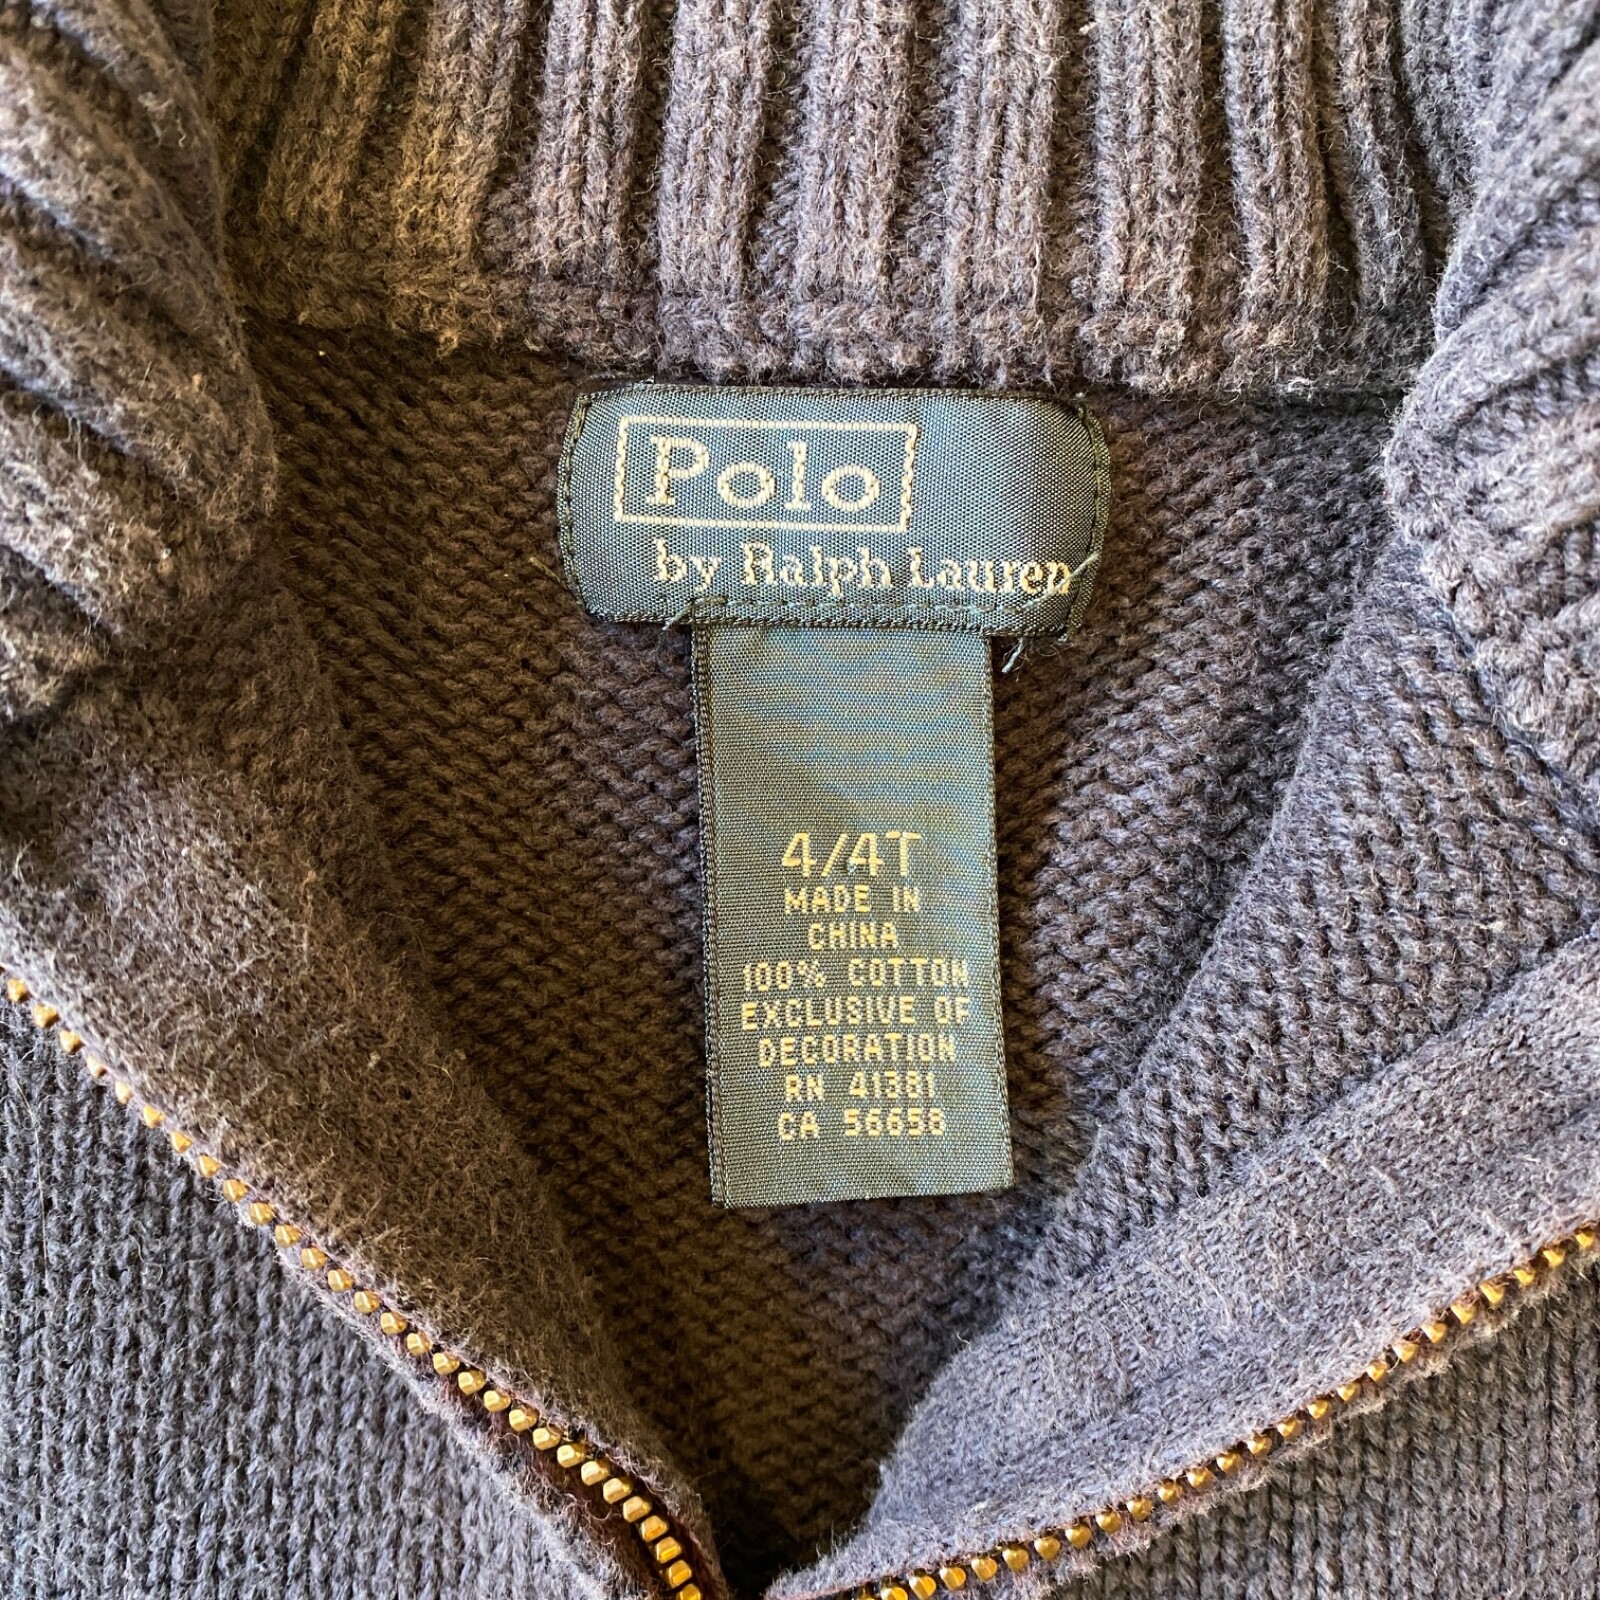 Polo
by Ralph Lauren
4/4T
MADE IN
CHINA
100% COTTON
EXCLUSIVE OF
DECORATION
RN 41381
CA 56658